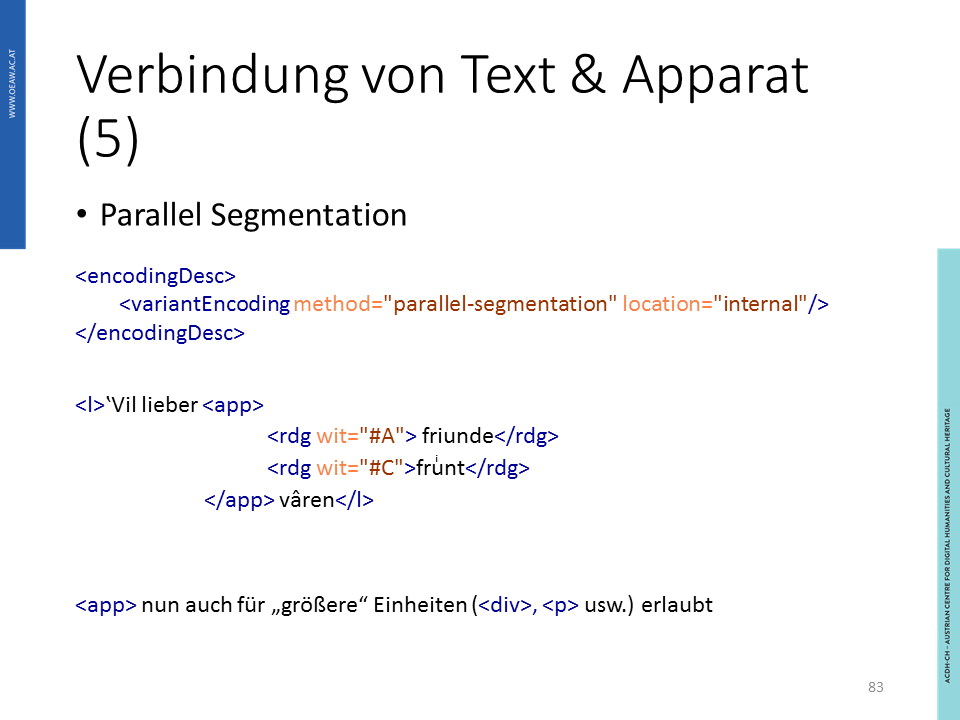 WWW.OEAW.AC.AT
Verbindung von Text & Apparat
(5)
• Parallel Segmentation
<encodingDesc>
<variantEncoding method="parallel-segmentation" location="internal"/>
</encodingDesc>
<l>‛Vil lieber <app>
<rdg wit="#A"> friunde</rdg>
<rdg wit="#C">fruͥnt</rdg>
</app> vâren</l>
<app> nun auch für „größere“ Einheiten (<div>, <p> usw.) erlaubt
ACDH-CH – AUSTRIAN CENTRE FOR DIGITAL HUMANITIES AND CULTURAL HERITAGE
83